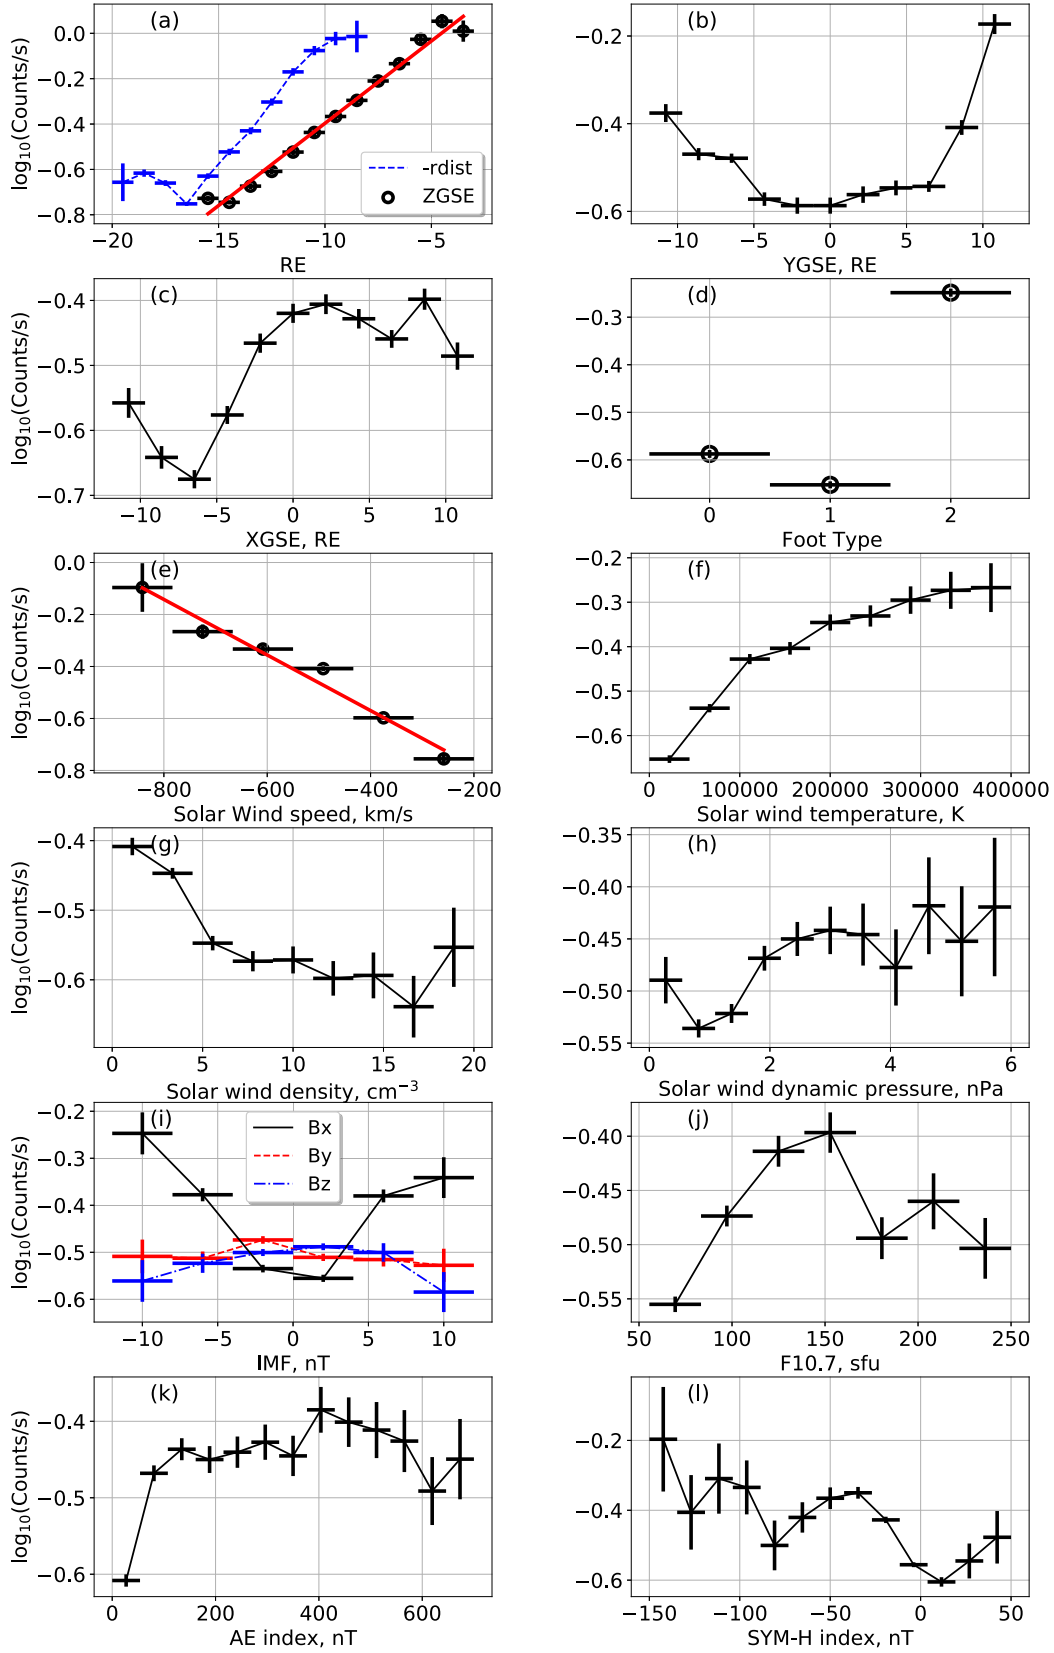 (a)
log10(Counts/s)
0.0
−0.2
−0.4
−0.6
−0.8
-rdist
ZGSE
−20 −15 −10 −5
RE
(b)
−0.2
−0.4
−0.6
−10 −5 0 5 10
YGSE, RE
(c)
log10(Counts/s)
−0.4
−0.5
−0.6
−0.7
−10 −5 0 5 10
XGSE, RE
(d)
−0.3
−0.4
−0.5
−0.6
0 1 2
Foot Type
(e)
log10(Counts/s)
0.0
−0.2
−0.4
−0.6
−0.8
−800 −600 −400 −200
Solar Wind speed, km/s
(f)
−0.2
−0.3
−0.4
−0.5
−0.6
0 100000 200000 300000 400000
Solar wind temperature, K
(g)
log10(Counts/s)
−0.4
−0.5
−0.6
0 5 10 15 20
Solar wind density, cm−3
(h)
−0.35
−0.40
−0.45
−0.50
−0.55
0 2 4 6
Solar wind dynamic pressure, nPa
(i)
log10(Counts/s)
−0.2
−0.3
−0.4
−0.5
−0.6
Bx
By
Bz
−10 −5 0 5 10
IMF, nT
(j)
−0.40
−0.45
−0.50
−0.55
50 100 150 200 250
F10.7, sfu
(k)
log10(Counts/s)
−0.4
−0.5
−0.6
0 200 400 600
AE index, nT
(l)
−0.2
−0.4
−0.6
−150 −100 −50 0 50
SYM-H index, nT